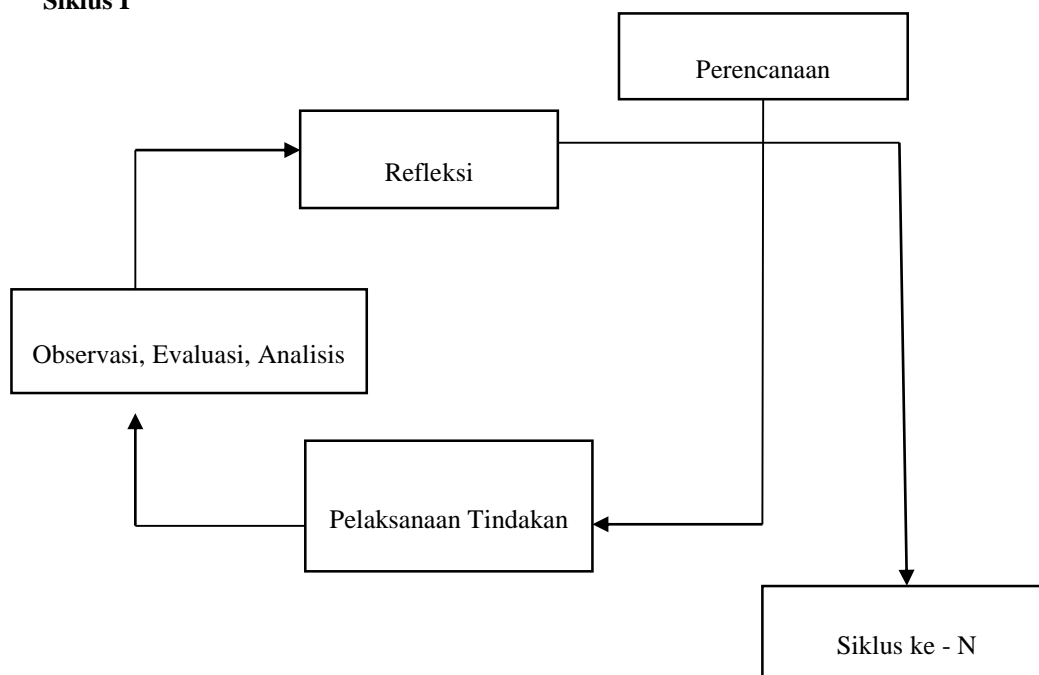 Siklus I
Perencanaan
Refleksi
Observasi, Evaluasi, Analisis
Pelaksanaan Tindakan
Siklus ke - N